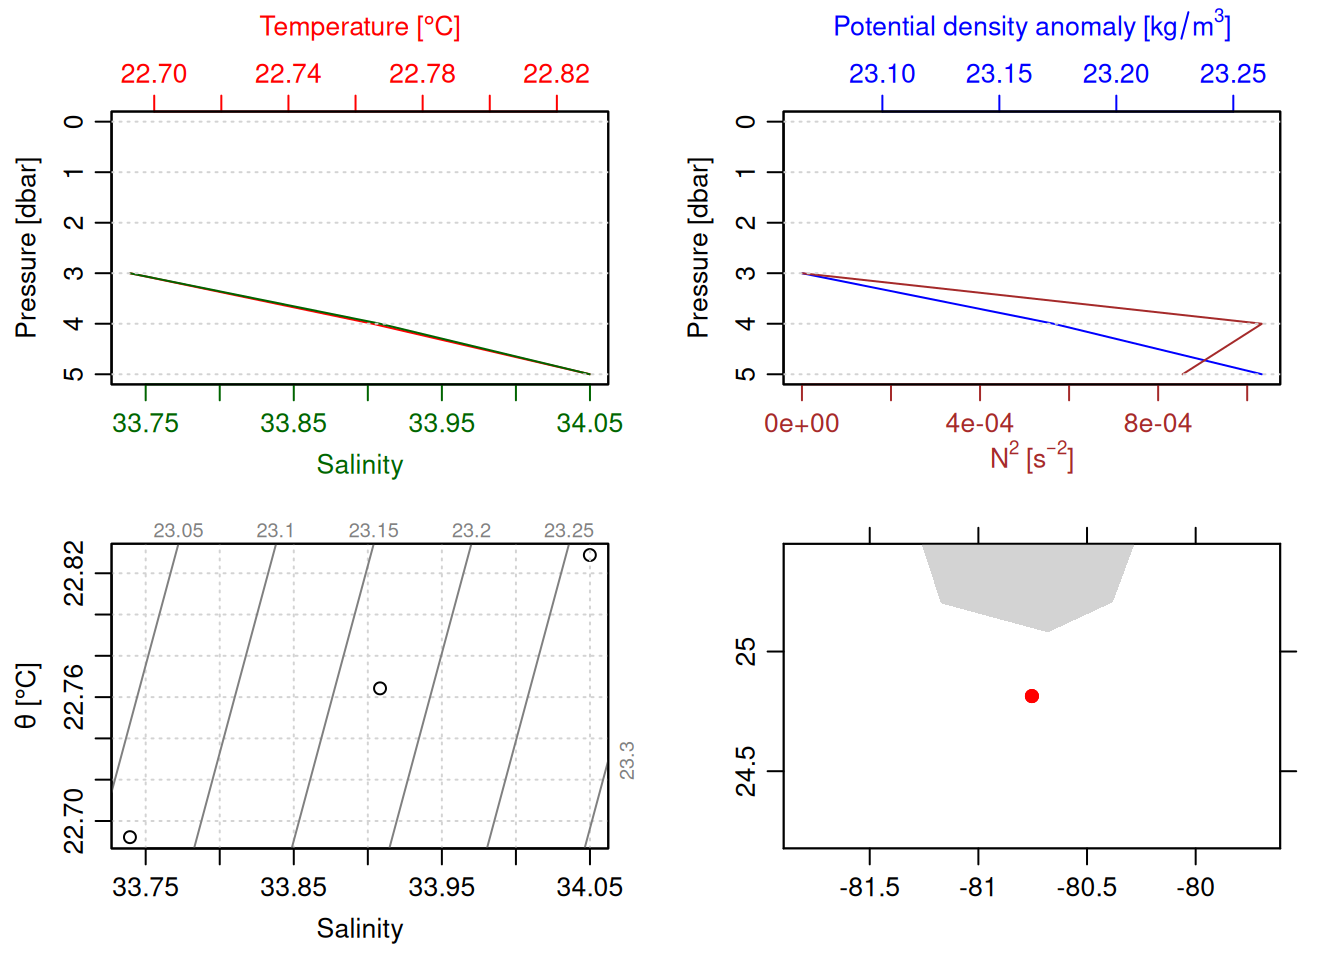 Temperature [°C]
22.70 22.74 22.78 22.82
Pressure [dbar]
0
1
2
3
4
5
33.75 33.85 33.95 34.05
Salinity
Potential density anomaly [kg/m³]
23.10 23.15 23.20 23.25
Pressure [dbar]
0
1
2
3
4
5
0e+00 4e-04 8e-04
N² [s⁻²]
23.05 23.1 23.15 23.2 23.25
23.3
θ [°C]
22.82
22.76
22.70
33.75 33.85 33.95 34.05
Salinity
25
24.5
-81.5 -81 -80.5 -80